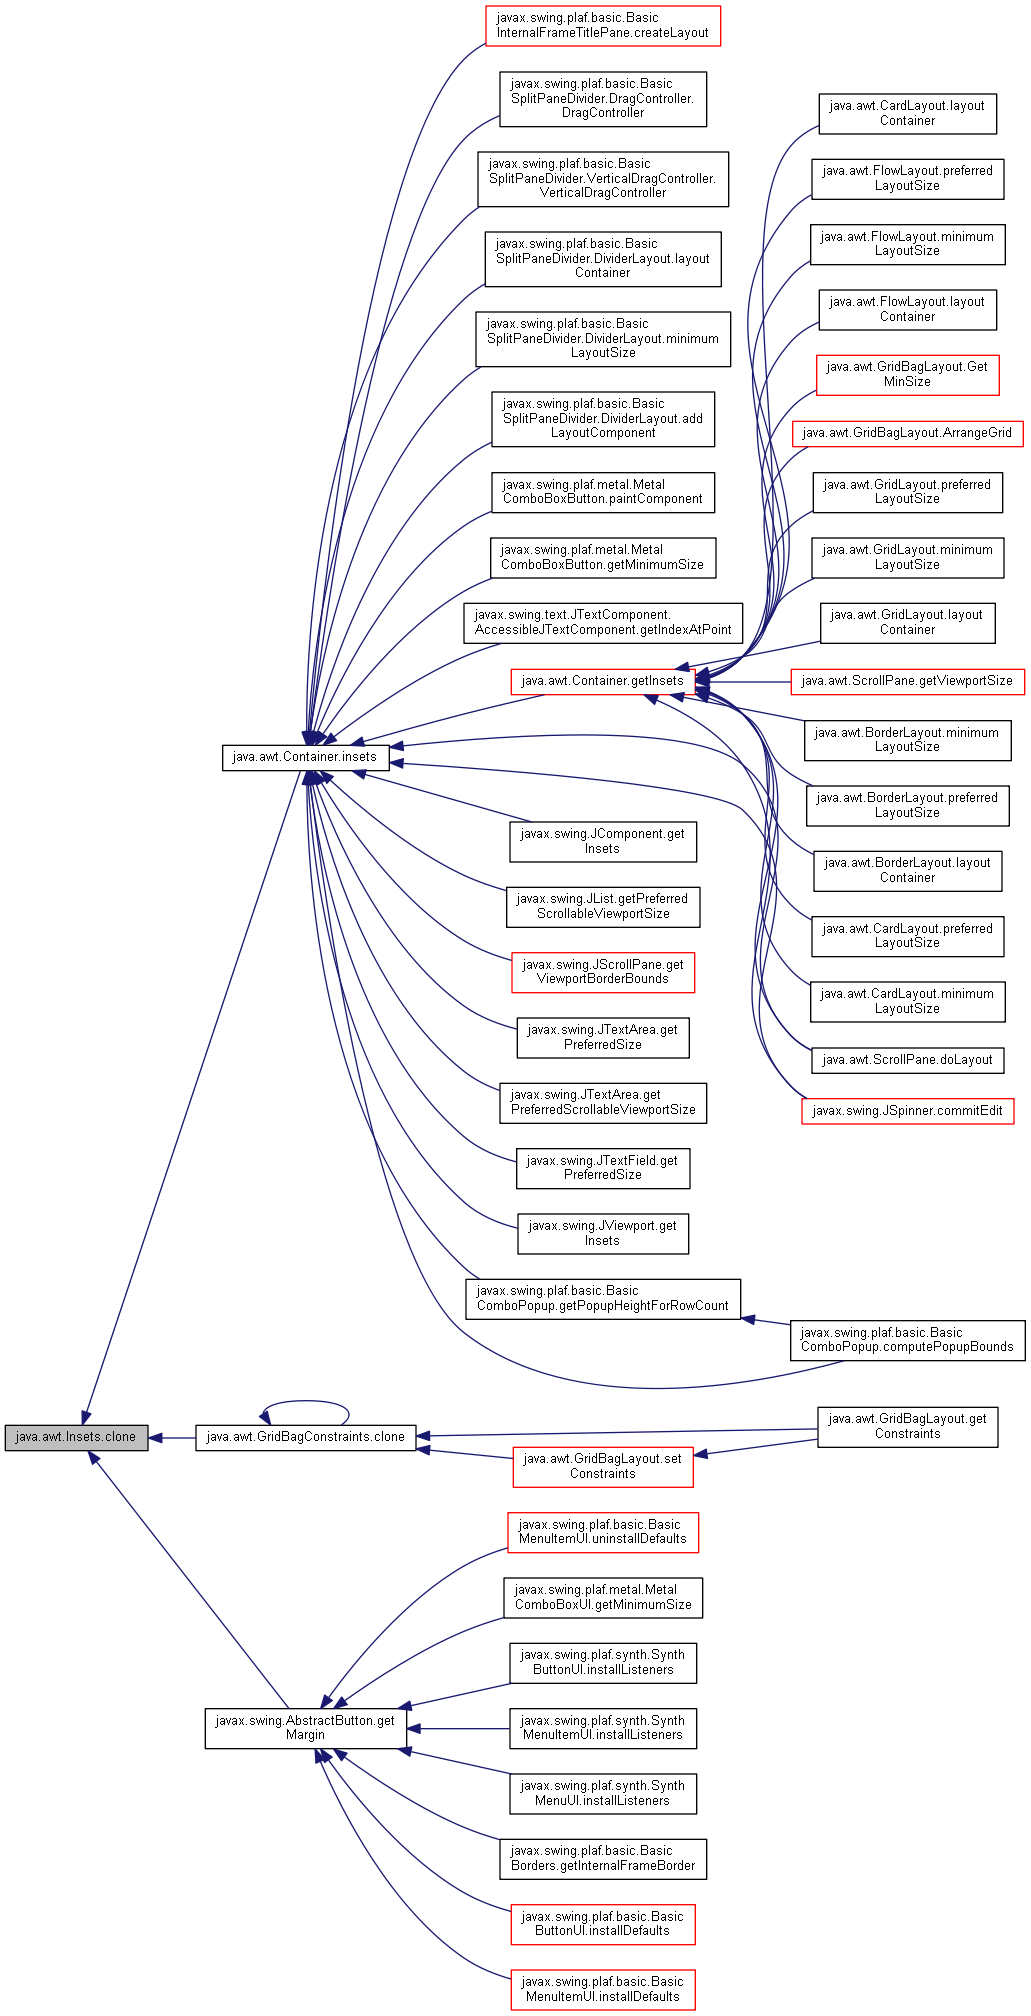 javax.swing.plaf.basic.Basic
InternalFrameTitlePane.createLayout
javax.swing.plaf.basic.Basic
SplitPaneDivider.DragController.
DragController
javax.swing.plaf.basic.Basic
SplitPaneDivider.VerticalDragController.
VerticalDragController
javax.swing.plaf.basic.Basic
SplitPaneDivider.DividerLayout.layout
Container
javax.swing.plaf.basic.Basic
SplitPaneDivider.DividerLayout.minimum
LayoutSize
javax.swing.plaf.basic.Basic
SplitPaneDivider.DividerLayout.add
LayoutComponent
javax.swing.plaf.metal.Metal
ComboBoxButton.paintComponent
javax.swing.plaf.metal.Metal
ComboBoxButton.getMinimumSize
javax.swing.text.JTextComponent.
AccessibleJTextComponent.getIndexAtPoint
java.awt.Container.getInsets
java.awt.CardLayout.layout
Container
java.awt.FlowLayout.preferred
LayoutSize
java.awt.FlowLayout.minimum
LayoutSize
java.awt.FlowLayout.layout
Container
java.awt.GridBagLayout.Get
MinSize
java.awt.GridBagLayout.ArrangeGrid
java.awt.GridLayout.preferred
LayoutSize
java.awt.GridLayout.minimum
LayoutSize
java.awt.GridLayout.layout
Container
java.awt.ScrollPane.getViewportSize
java.awt.BorderLayout.minimum
LayoutSize
java.awt.BorderLayout.preferred
LayoutSize
java.awt.BorderLayout.layout
Container
java.awt.CardLayout.preferred
LayoutSize
java.awt.CardLayout.minimum
LayoutSize
java.awt.ScrollPane.doLayout
javax.swing.JSpinner.commitEdit
java.awt.Container.insets
javax.swing.JComponent.get
Insets
javax.swing.JList.getPreferred
ScrollableViewportSize
javax.swing.JScrollPane.get
ViewportBorderBounds
javax.swing.JTextArea.get
PreferredSize
javax.swing.JTextArea.get
PreferredScrollableViewportSize
javax.swing.JTextField.get
PreferredSize
javax.swing.JViewport.get
Insets
javax.swing.plaf.basic.Basic
ComboPopup.getPopupHeightForRowCount
javax.swing.plaf.basic.Basic
ComboPopup.computePopupBounds
java.awt.Insets.clone
java.awt.GridBagConstraints.clone
java.awt.GridBagLayout.get
Constraints
java.awt.GridBagLayout.set
Constraints
javax.swing.AbstractButton.get
Margin
javax.swing.plaf.basic.Basic
MenuItemUI.uninstallDefaults
javax.swing.plaf.metal.Metal
ComboBoxUI.getMinimumSize
javax.swing.plaf.synth.Synth
ButtonUI.installListeners
javax.swing.plaf.synth.Synth
MenuItemUI.installListeners
javax.swing.plaf.synth.Synth
MenuUI.installListeners
javax.swing.plaf.basic.Basic
Borders.getInternalFrameBorder
javax.swing.plaf.basic.Basic
ButtonUI.installDefaults
javax.swing.plaf.basic.Basic
MenuItemUI.installDefaults